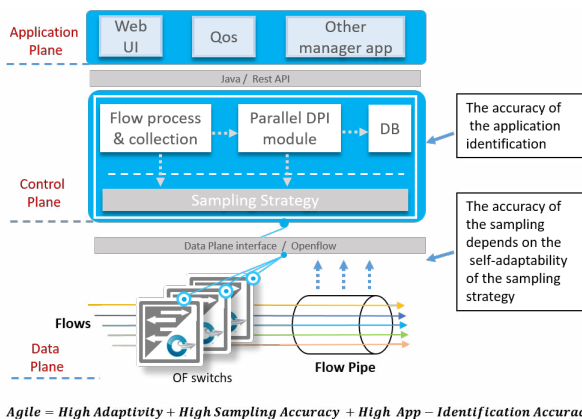 Application
Plane
Web
UI
Qos
Other
manager app
Java / Rest API
Flow process
& collection
Parallel DPI
module
DB
The accuracy of
the application
identification
Control
Plane
Sampling Strategy
The accuracy of
the sampling
depends on the
self-adaptability
of the sampling
strategy
Data Plane interface / Openflow
Flows
Data
Plane
OF switchs
Flow Pipe
Agile = High Adaptivity + High Sampling Accuracy + High App − Identification Accurac